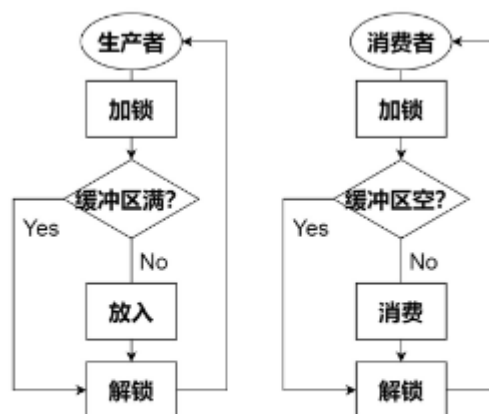 生产者
加锁
缓冲区满?
Yes
No
放入
解锁
消费者
加锁
缓冲区空?
Yes
No
消费
解锁